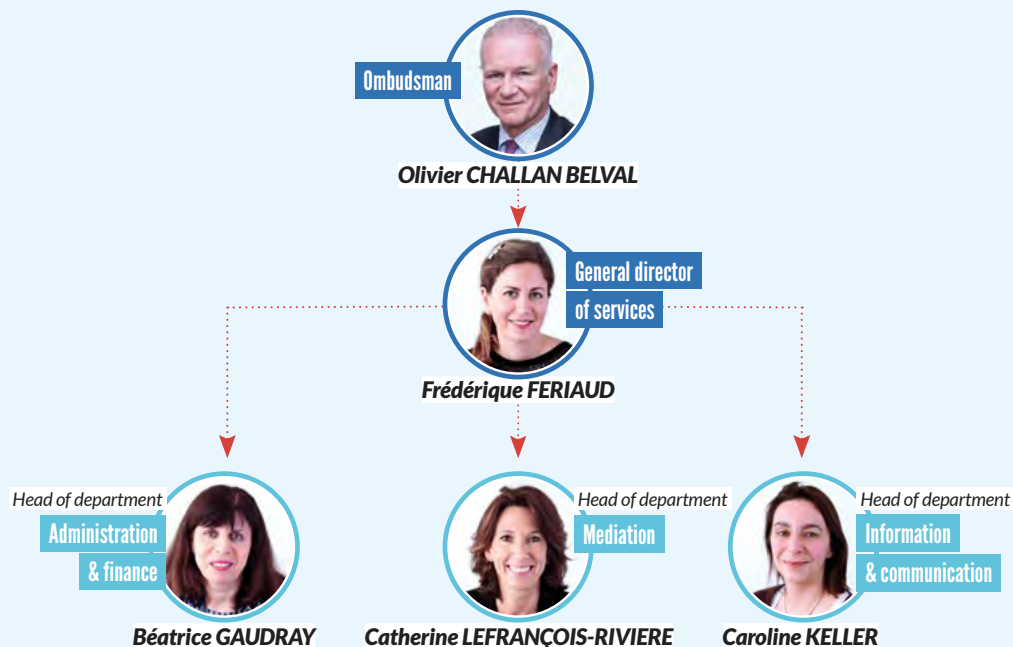 Ombudsman
Olivier CHALLAN BELVAL
General director
of services
Frédérique FERIAUD
Head of department
Administration
& finance
Béatrice GAUDRAY
Head of department
Mediation
Catherine LEFRANÇOIS-RIVIERE
Head of department
Information
& communication
Caroline KELLER